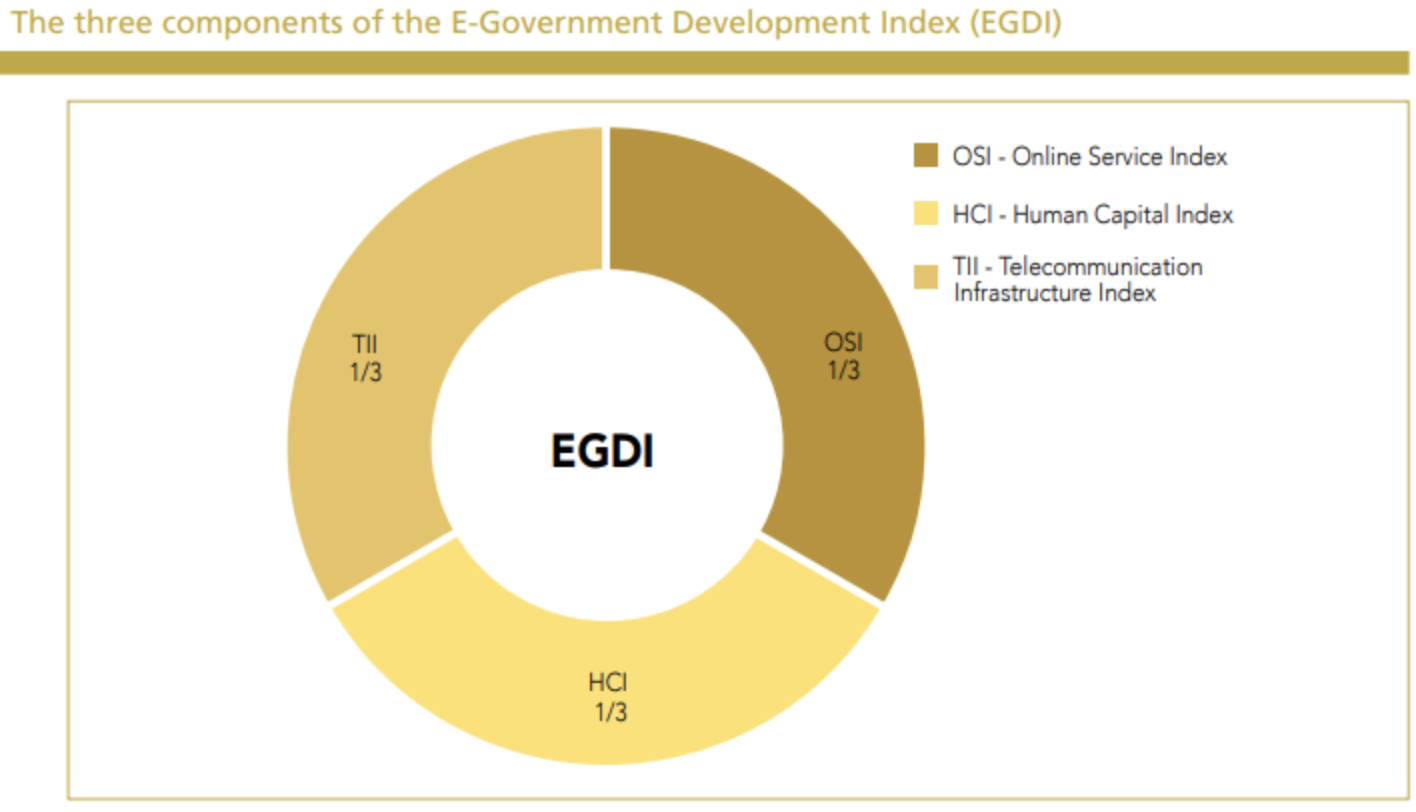 The three components of the E-Government Development Index (EGDI)
OSI - Online Service Index
HCI - Human Capital Index
TII - Telecommunication
Infrastructure Index
TII
1/3
OSI
1/3
EGDI
HCI
1/3